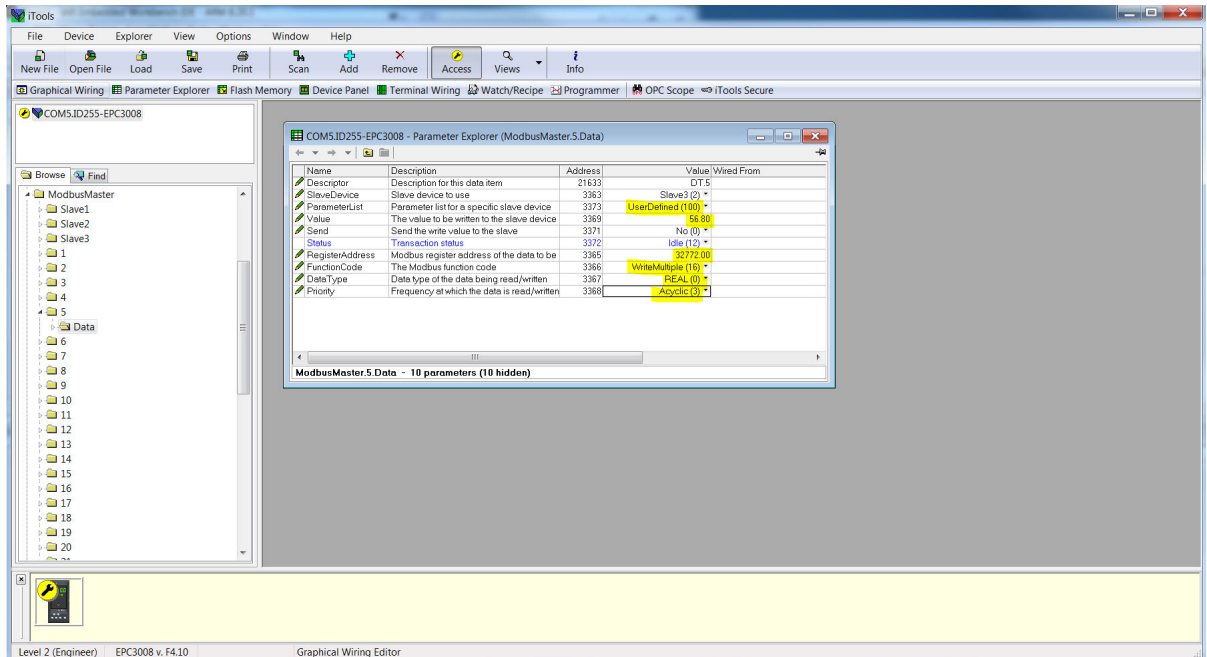 iTools
File Device Explorer View Options Window Help
New File Open File Load Save Print Scan Add Remove Access Views Info
Graphical Wiring Parameter Explorer Flash Memory Device Panel Terminal Wiring Watch/Recipe Programmer OPC Scope iTools Secure
COM5.ID255-EPC3008
Browse Find
ModbusMaster
Slave1
Slave2
Slave3
1
2
3
4
5
Data
6
7
8
9
10
11
12
13
14
15
16
17
18
19
20
COM5.ID255-EPC3008 - Parameter Explorer (ModbusMaster.5.Data)
Name Description Address Value Wired From
Descriptor Description for this data item 21633 DT.5
SlaveDevice Slave device to use 3363 Slave3 (2)
ParameterList Parameter list for a specific slave device 3373 UserDefined (100)
Value The value to be written to the slave device 3369 56.80
Send Send the write value to the slave 3371 No (0)
Status Transaction status 3372 Idle (12)
RegisterAddress Modbus register address of the data to be 3365 32772.00
FunctionCode The Modbus function code 3366 WriteMultiple (16)
DataType Data type of the data being read/written 3367 REAL (0)
Priority Frequency at which the data is read/written 3368 Acyclic (3)
ModbusMaster.5.Data - 10 parameters (10 hidden)
Level 2 (Engineer) EPC3008 v. F4.10 Graphical Wiring Editor